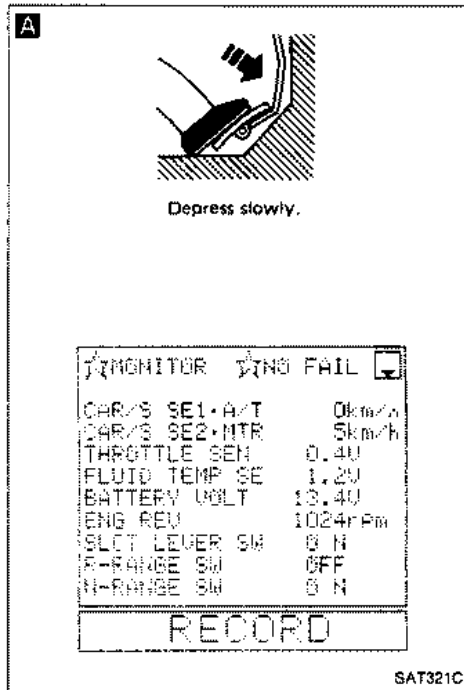 A
Depress slowly.
☆MONITOR ☆NO FAIL
CAR/S SE1·A/T 0km/h
CAR/S SE2·MTR 5km/h
THROTTLE SEN 0.4V
FLUID TEMP SE 1.2V
BATTERY VOLT 13.4V
ENG REV 1024rpm
SLCT LEVER SW O N
R-RANGE SW OFF
N-RANGE SW O N
RECORD
SAT321C